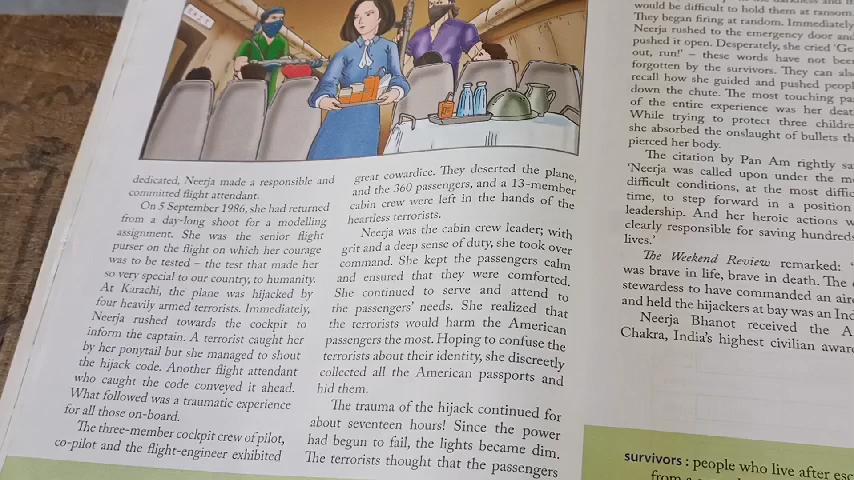 dedicated, Neerja made a responsible and
committed flight attendant.
On 5 September 1986, she had returned
from a day-long shoot for a modelling
assignment. She was the senior flight
purser on the flight on which her courage
was to be tested – the test that made her
so very special to our country, to humanity.
At Karachi, the plane was hijacked by
four heavily armed terrorists. Immediately,
Neerja rushed towards the cockpit to
inform the captain. A terrorist caught her
by her ponytail but she managed to shout
the hijack code. Another flight attendant
who caught the code conveyed it ahead.
What followed was a traumatic experience
for all those on-board.
The three-member cockpit crew of pilot,
co-pilot and the flight-engineer exhibited
great cowardice. They deserted the plane,
and the 360 passengers, and a 13-member
cabin crew were left in the hands of the
heartless terrorists.
Neerja was the cabin crew leader; with
grit and a deep sense of duty, she took over
command. She kept the passengers calm
and ensured that they were comforted.
She continued to serve and attend to
the passengers' needs. She realized that
the terrorists would harm the American
passengers the most. Hoping to confuse the
terrorists about their identity, she discreetly
collected all the American passports and
hid them.
The trauma of the hijack continued for
about seventeen hours! Since the power
had begun to fail, the lights became dim.
The terrorists thought that the passengers
would be difficult to hold them at ransom.
They began firing at random. Immediately
Neerja rushed to the emergency door and
pushed it open. Desperately, she cried 'Ge
out, run!' – these words have not been
forgotten by the survivors. They can also
recall how she guided and pushed peopl
down the chute. The most touching pa
of the entire experience was her deat
While trying to protect three childre
she absorbed the onslaught of bullets th
pierced her body.
The citation by Pan Am rightly sa
'Neerja was called upon under the mo
difficult conditions, at the most diffic
time, to step forward in a position
leadership. And her heroic actions w
clearly responsible for saving hundreds
lives.'
The Weekend Review remarked: '
was brave in life, brave in death. The
stewardess to have commanded an airc
and held the hijackers at bay was an Ind
Neerja Bhanot received the A
Chakra, India's highest civilian awar
survivors : people who live after esc
from a